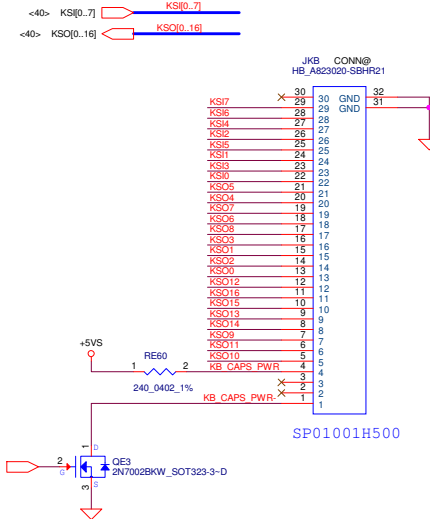 <40> KSI[0..7] KSI[0..7]
<40> KSO[0..16] KSO[0..16]
JKB CONN@
HB_A823020-SBHR21
30 30 GND 32
KSI7 29 29 GND 31
KSI6 28 28
KSI4 27 27
KSI2 26 26
KSI5 25 25
KSI1 24 24
KSI3 23 23
KSI0 22 22
KSO5 21 21
KSO4 20 20
KSO7 19 19
KSO6 18 18
KSO8 17 17
KSO3 16 16
KSO1 15 15
KSO2 14 14
KSO0 13 13
KSO12 12 12
KSO16 11 11
KSO15 10 10
KSO13 9 9
KSO14 8 8
KSO9 7 7
KSO11 6 6
KSO10 5 5
+5VS
1 RE60 2 KB_CAPS_PWR 4 4
240_0402_1%
3 3
2 2
KB_CAPS_PWR- 1 1
SP01001H500
1 D
2 G QE3
2N7002BKW_SOT323-3~D
3 S